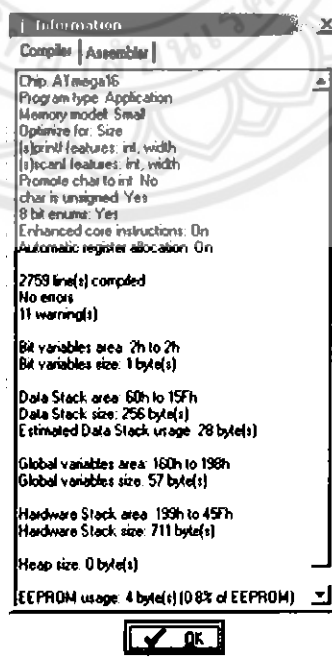 Information
Compiler Assembler
Chip: ATmega16
Program type: Application
Memory model: Small
Optimize for: Size
(s)printf features: int, width
(s)scanf features: int, width
Promote char to int: No
char is unsigned: Yes
8 bit enums: Yes
Enhanced core instructions: On
Automatic register allocation: On
2759 line(s) compiled
No errors
11 warning(s)
Bit variables area: 2h to 2h
Bit variables size: 1 byte(s)
Data Stack area: 60h to 15Fh
Data Stack size: 256 byte(s)
Estimated Data Stack usage: 28 byte(s)
Global variables area: 160h to 198h
Global variables size: 57 byte(s)
Hardware Stack area: 199h to 45Fh
Hardware Stack size: 711 byte(s)
Heap size: 0 byte(s)
EEPROM usage: 4 byte(s) (0.8% of EEPROM)
OK